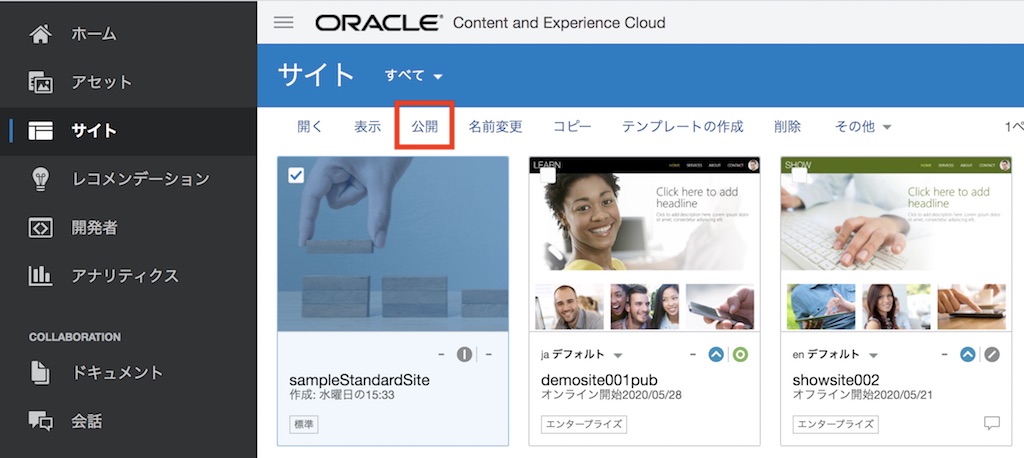 ホーム
アセット
サイト
レコメンデーション
開発者
アナリティクス
COLLABORATION
ドキュメント
会話
ORACLE® Content and Experience Cloud
サイト すべて
開く 表示 公開 名前変更 コピー テンプレートの作成 削除 その他 1ペ
sampleStandardSite
作成: 水曜日の15:33
標準
LEARN HOME SERVICES ABOUT CONTACT
Click here to add
headline
ja デフォルト
demosite001pub
オンライン開始2020/05/28
エンタープライズ
SHOW HOME SERVICES ABOUT CONTACT
Click here to add
headline
en デフォルト
showsite002
オフライン開始2020/05/21
エンタープライズ